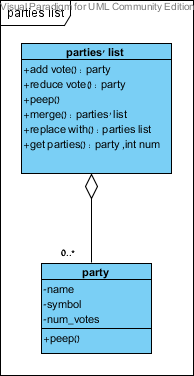 Visual Paradigm for UML Community Edition
parties list
parties' list
+add vote() : party
+reduce vote() : party
+peep()
+merge() : parties' list
+replace with() : parties list
+get parties() : party ,int num
0..*
party
-name
-symbol
-num_votes
+peep()